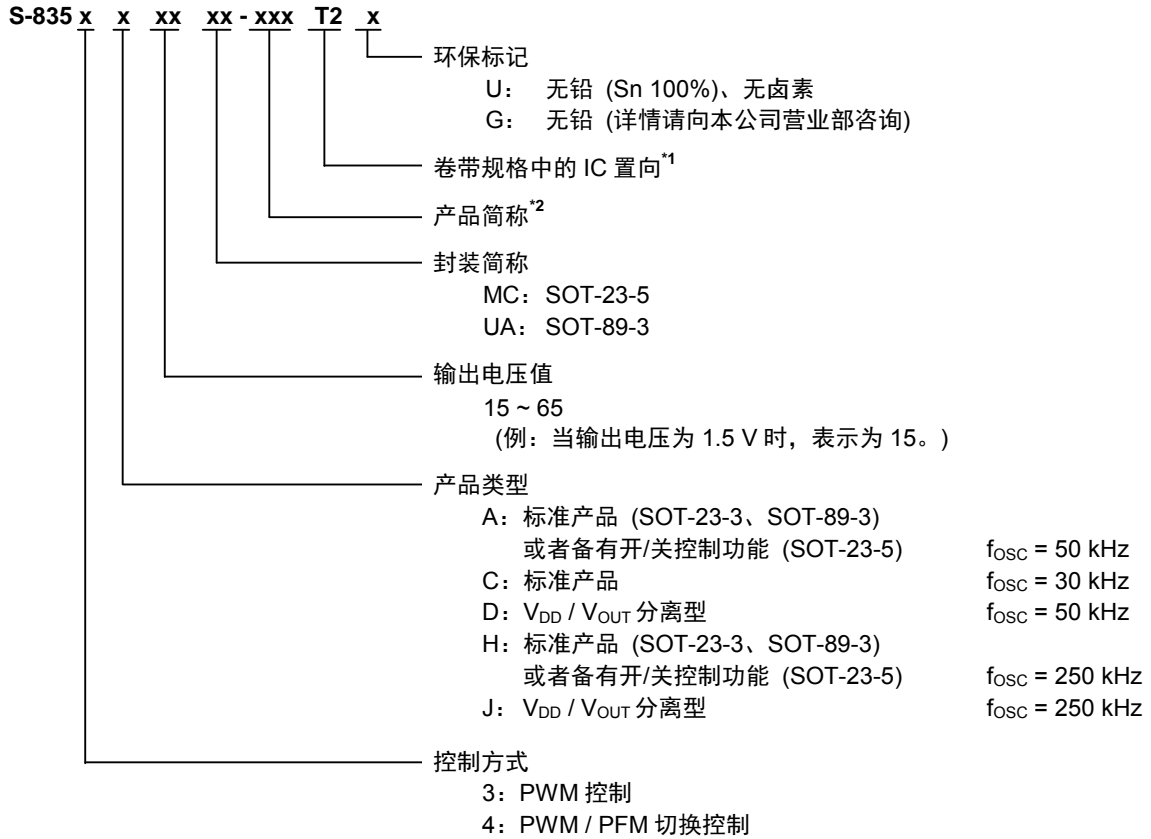 S-835 x x xx xx - xxx T2 x
环保标记
U： 无铅 (Sn 100%)、无卤素
G： 无铅 (详情请向本公司营业部咨询)
卷带规格中的 IC 置向*1
产品简称*2
封装简称
MC：SOT-23-5
UA： SOT-89-3
输出电压值
15 ~ 65
(例：当输出电压为 1.5 V 时，表示为 15。)
产品类型
A：标准产品 (SOT-23-3、SOT-89-3)
或者备有开/关控制功能 (SOT-23-5) fOSC = 50 kHz
C：标准产品 fOSC = 30 kHz
D：VDD / VOUT 分离型 fOSC = 50 kHz
H：标准产品 (SOT-23-3、SOT-89-3)
或者备有开/关控制功能 (SOT-23-5) fOSC = 250 kHz
J： VDD / VOUT 分离型 fOSC = 250 kHz
控制方式
3：PWM 控制
4：PWM / PFM 切换控制